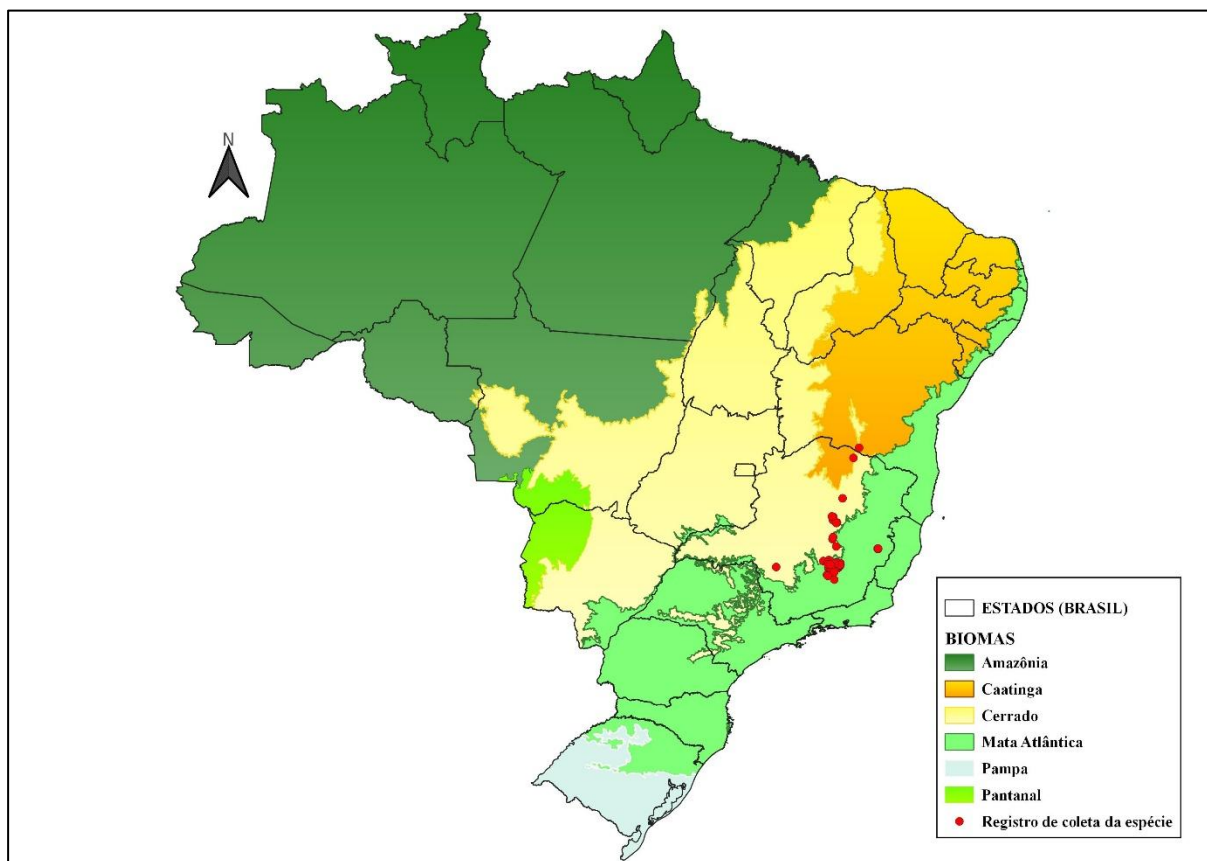 N
ESTADOS (BRASIL)
BIOMAS
Amazônia
Caatinga
Cerrado
Mata Atlântica
Pampa
Pantanal
Registro de coleta da espécie